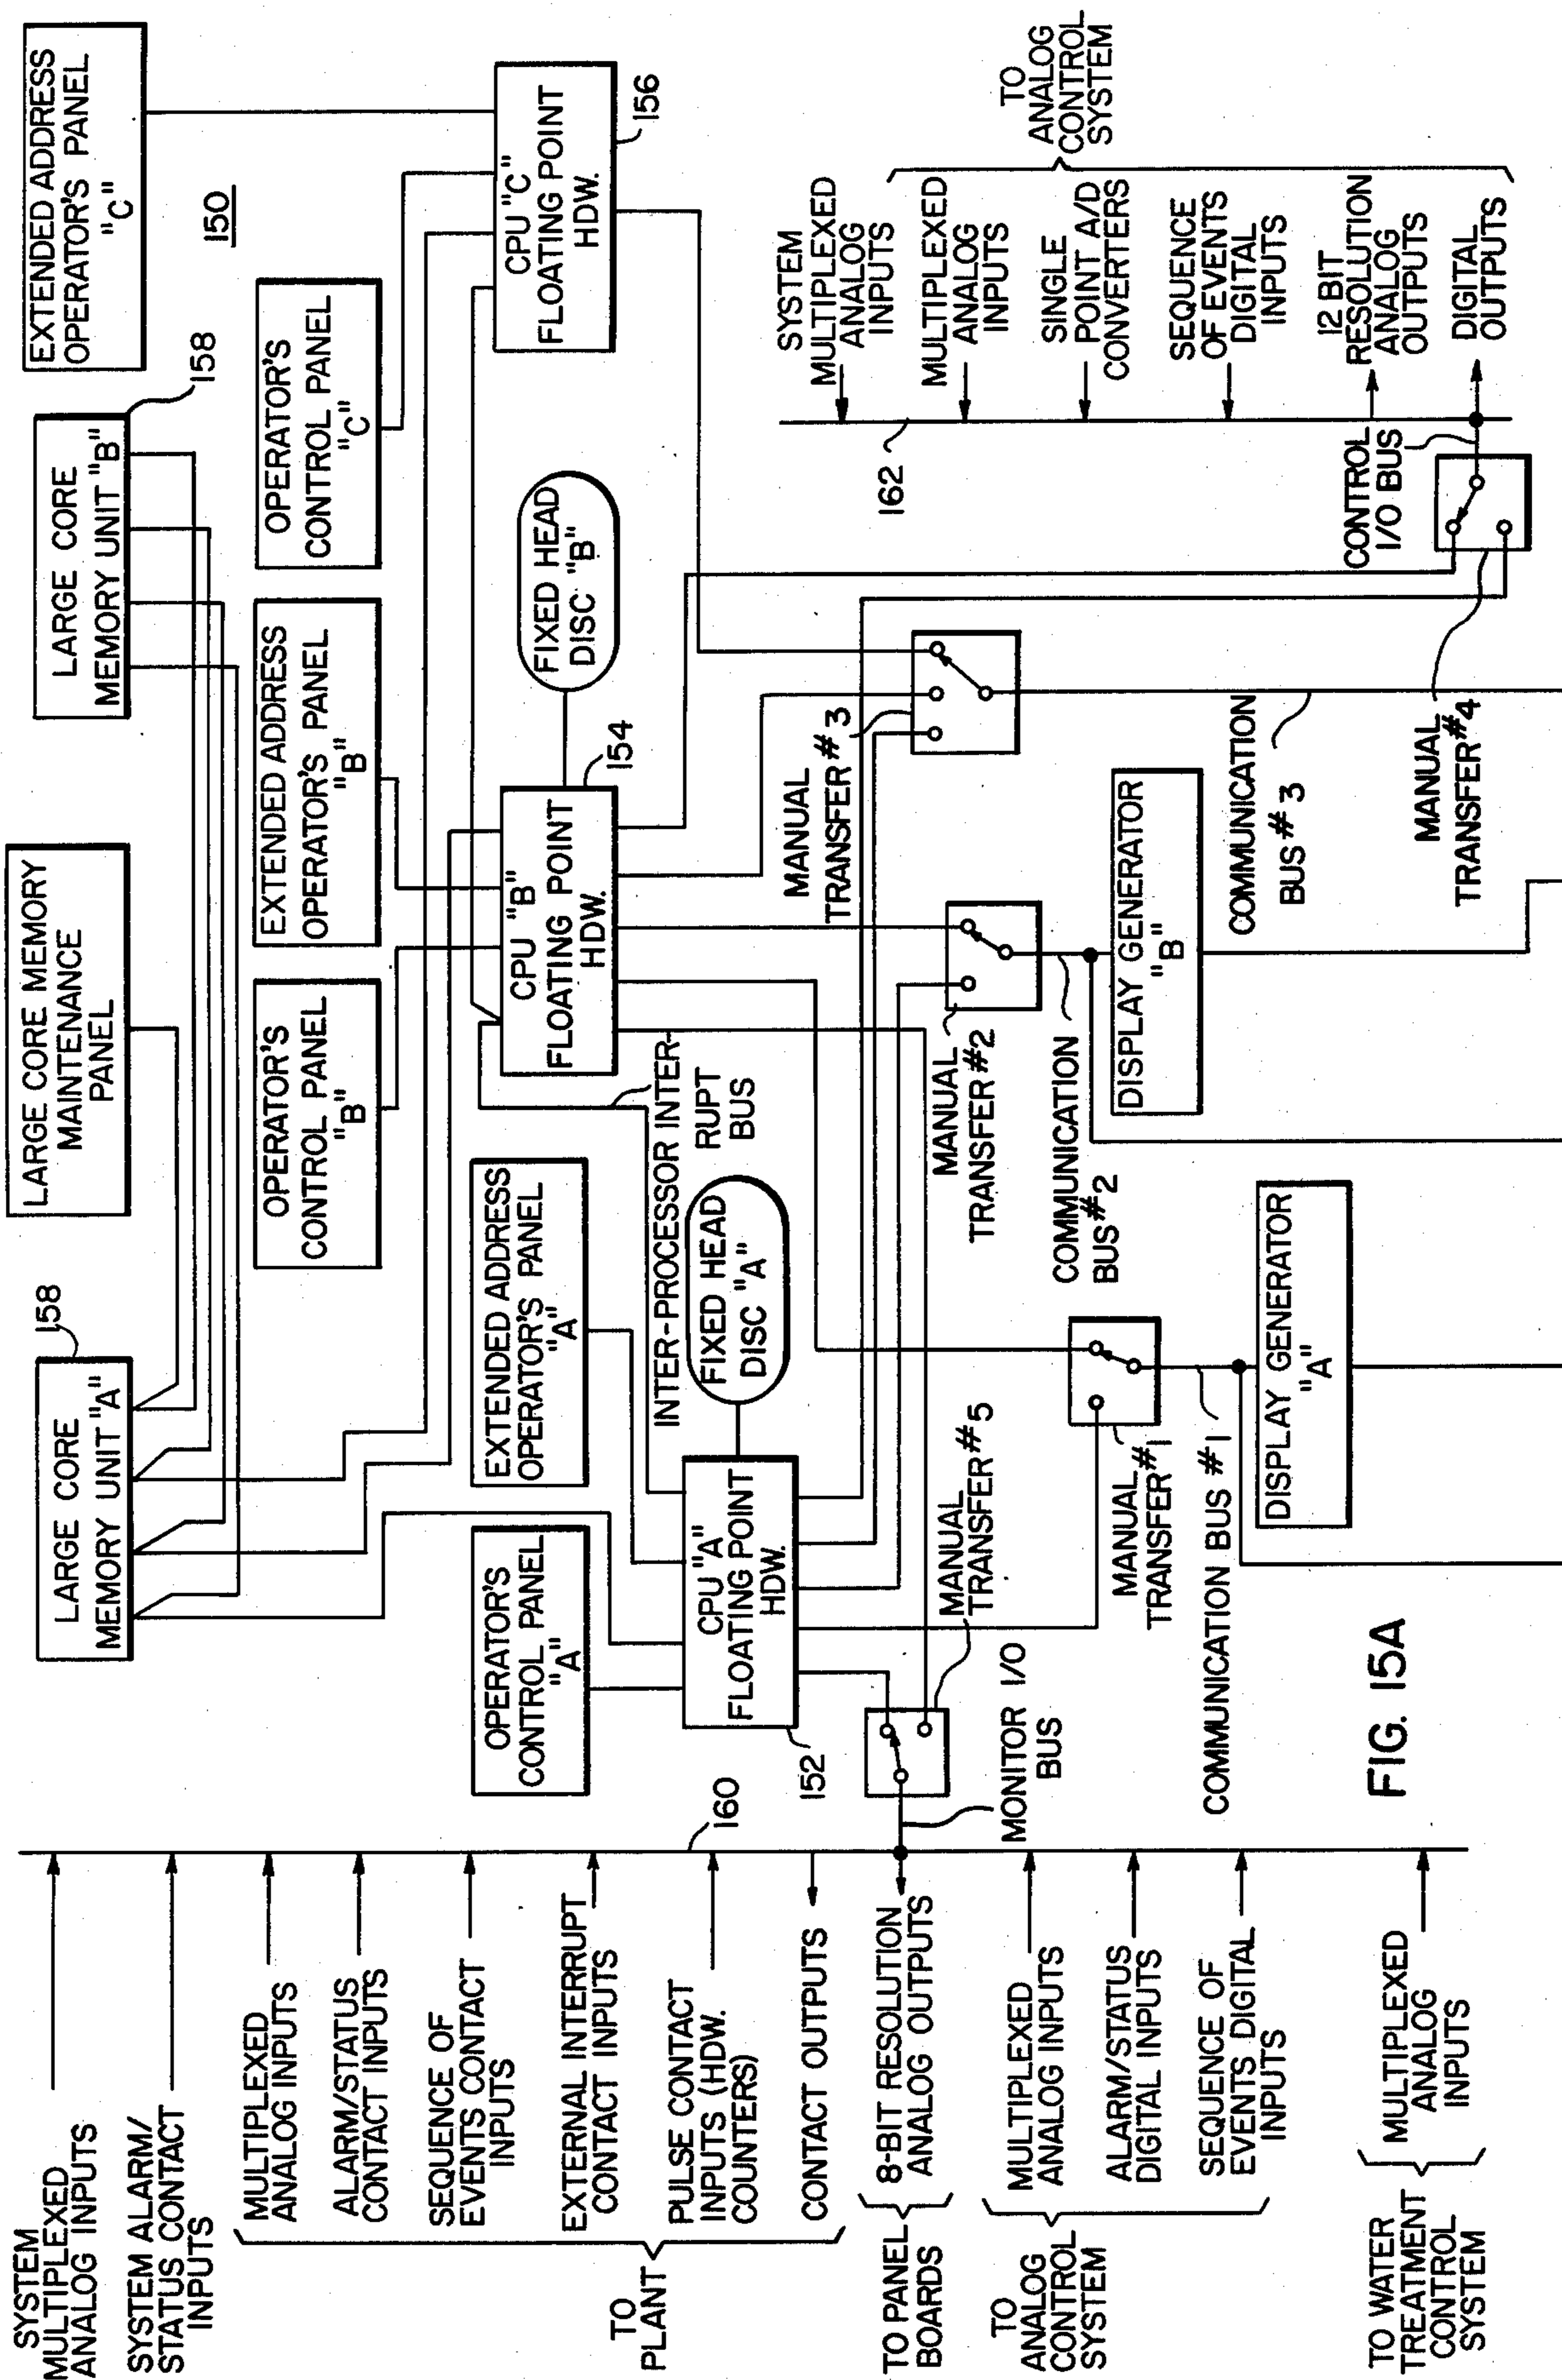 SYSTEM
MULTIPLEXED
ANALOG INPUTS
SYSTEM ALARM/
STATUS CONTACT
INPUTS
MULTIPLEXED
ANALOG INPUTS
ALARM/STATUS
CONTACT INPUTS
SEQUENCE OF
EVENTS CONTACT
INPUTS
EXTERNAL INTERRUPT
CONTACT INPUTS
PULSE CONTACT
INPUTS (HDW.
COUNTERS)
CONTACT OUTPUTS
TO
PLANT
8-BIT RESOLUTION
ANALOG OUTPUTS
TO PANEL
BOARDS
MULTIPLEXED
ANALOG INPUTS
ALARM/STATUS
DIGITAL INPUTS
SEQUENCE OF
EVENTS DIGITAL
INPUTS
TO
ANALOG
CONTROL
SYSTEM
MULTIPLEXED
ANALOG
INPUTS
TO WATER
TREATMENT
CONTROL
SYSTEM
160
MONITOR I/O
BUS
LARGE CORE
MEMORY UNIT "A"
158
LARGE CORE MEMORY
MAINTENANCE
PANEL
LARGE CORE
MEMORY UNIT "B"
158
EXTENDED ADDRESS
OPERATOR'S PANEL
"C"
150
OPERATOR'S
CONTROL PANEL
"B"
EXTENDED ADDRESS
OPERATOR'S PANEL
"B"
OPERATOR'S
CONTROL PANEL
"C"
OPERATOR'S
CONTROL PANEL
"A"
EXTENDED ADDRESS
OPERATOR'S PANEL
"A"
CPU "B"
FLOATING POINT
HDW.
154
FIXED HEAD
DISC "B"
CPU "C"
FLOATING POINT
HDW.
156
INTER-PROCESSOR INTER-
RUPT
BUS
CPU "A"
FLOATING POINT
HDW.
152
FIXED HEAD
DISC "A"
MANUAL
TRANSFER #5
MANUAL
TRANSFER #2
MANUAL
TRANSFER #3
COMMUNICATION
BUS #2
MANUAL
TRANSFER #1
COMMUNICATION BUS #1
DISPLAY GENERATOR
"B"
DISPLAY GENERATOR
"A"
COMMUNICATION
BUS #3
MANUAL
TRANSFER #4
CONTROL
I/O BUS
162
SYSTEM
MULTIPLEXED
ANALOG
INPUTS
MULTIPLEXED
ANALOG
INPUTS
SINGLE
POINT A/D
CONVERTERS
SEQUENCE
OF EVENTS
DIGITAL
INPUTS
12 BIT
RESOLUTION
ANALOG
OUTPUTS
DIGITAL
OUTPUTS
TO
ANALOG
CONTROL
SYSTEM
FIG. 15A